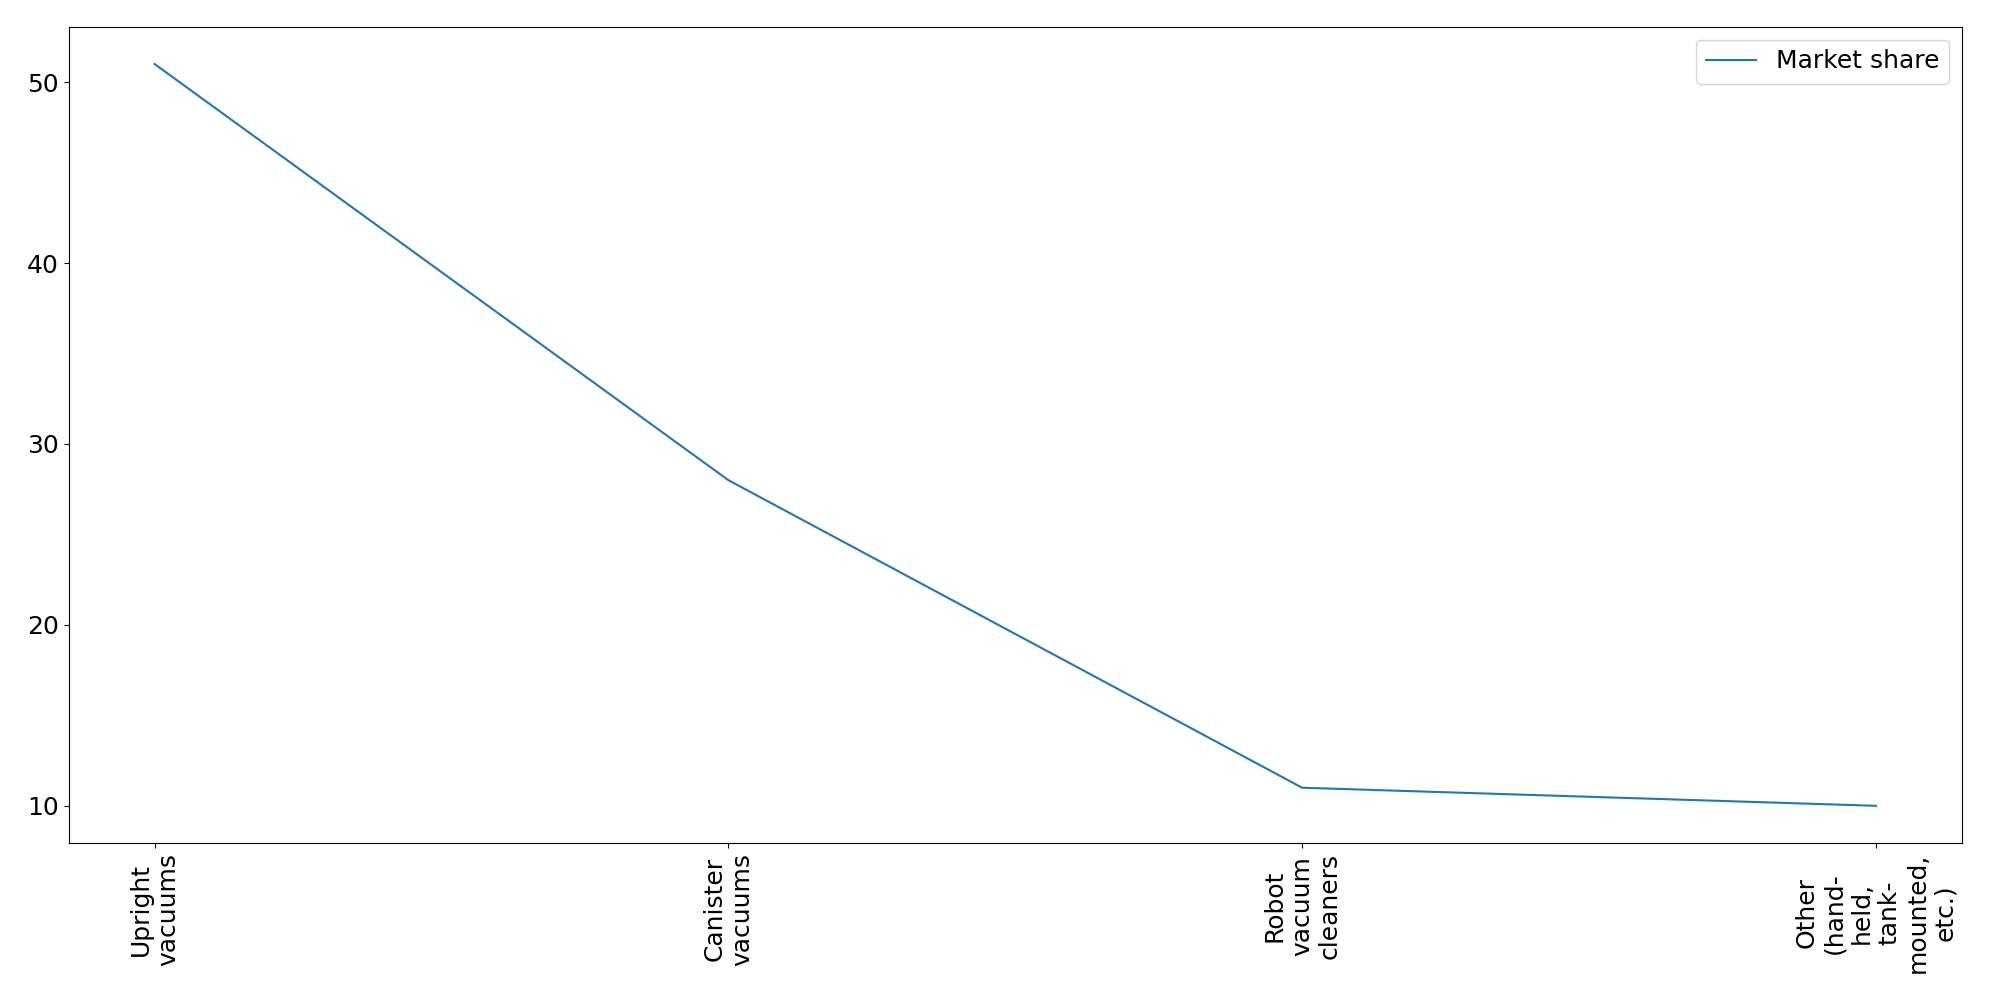 Market share
50
40
30
20
10
Upright
vacuums
Canister
vacuums
Robot
vacuum
cleaners
Other
(hand-
held,
tank-
mounted,
etc.)